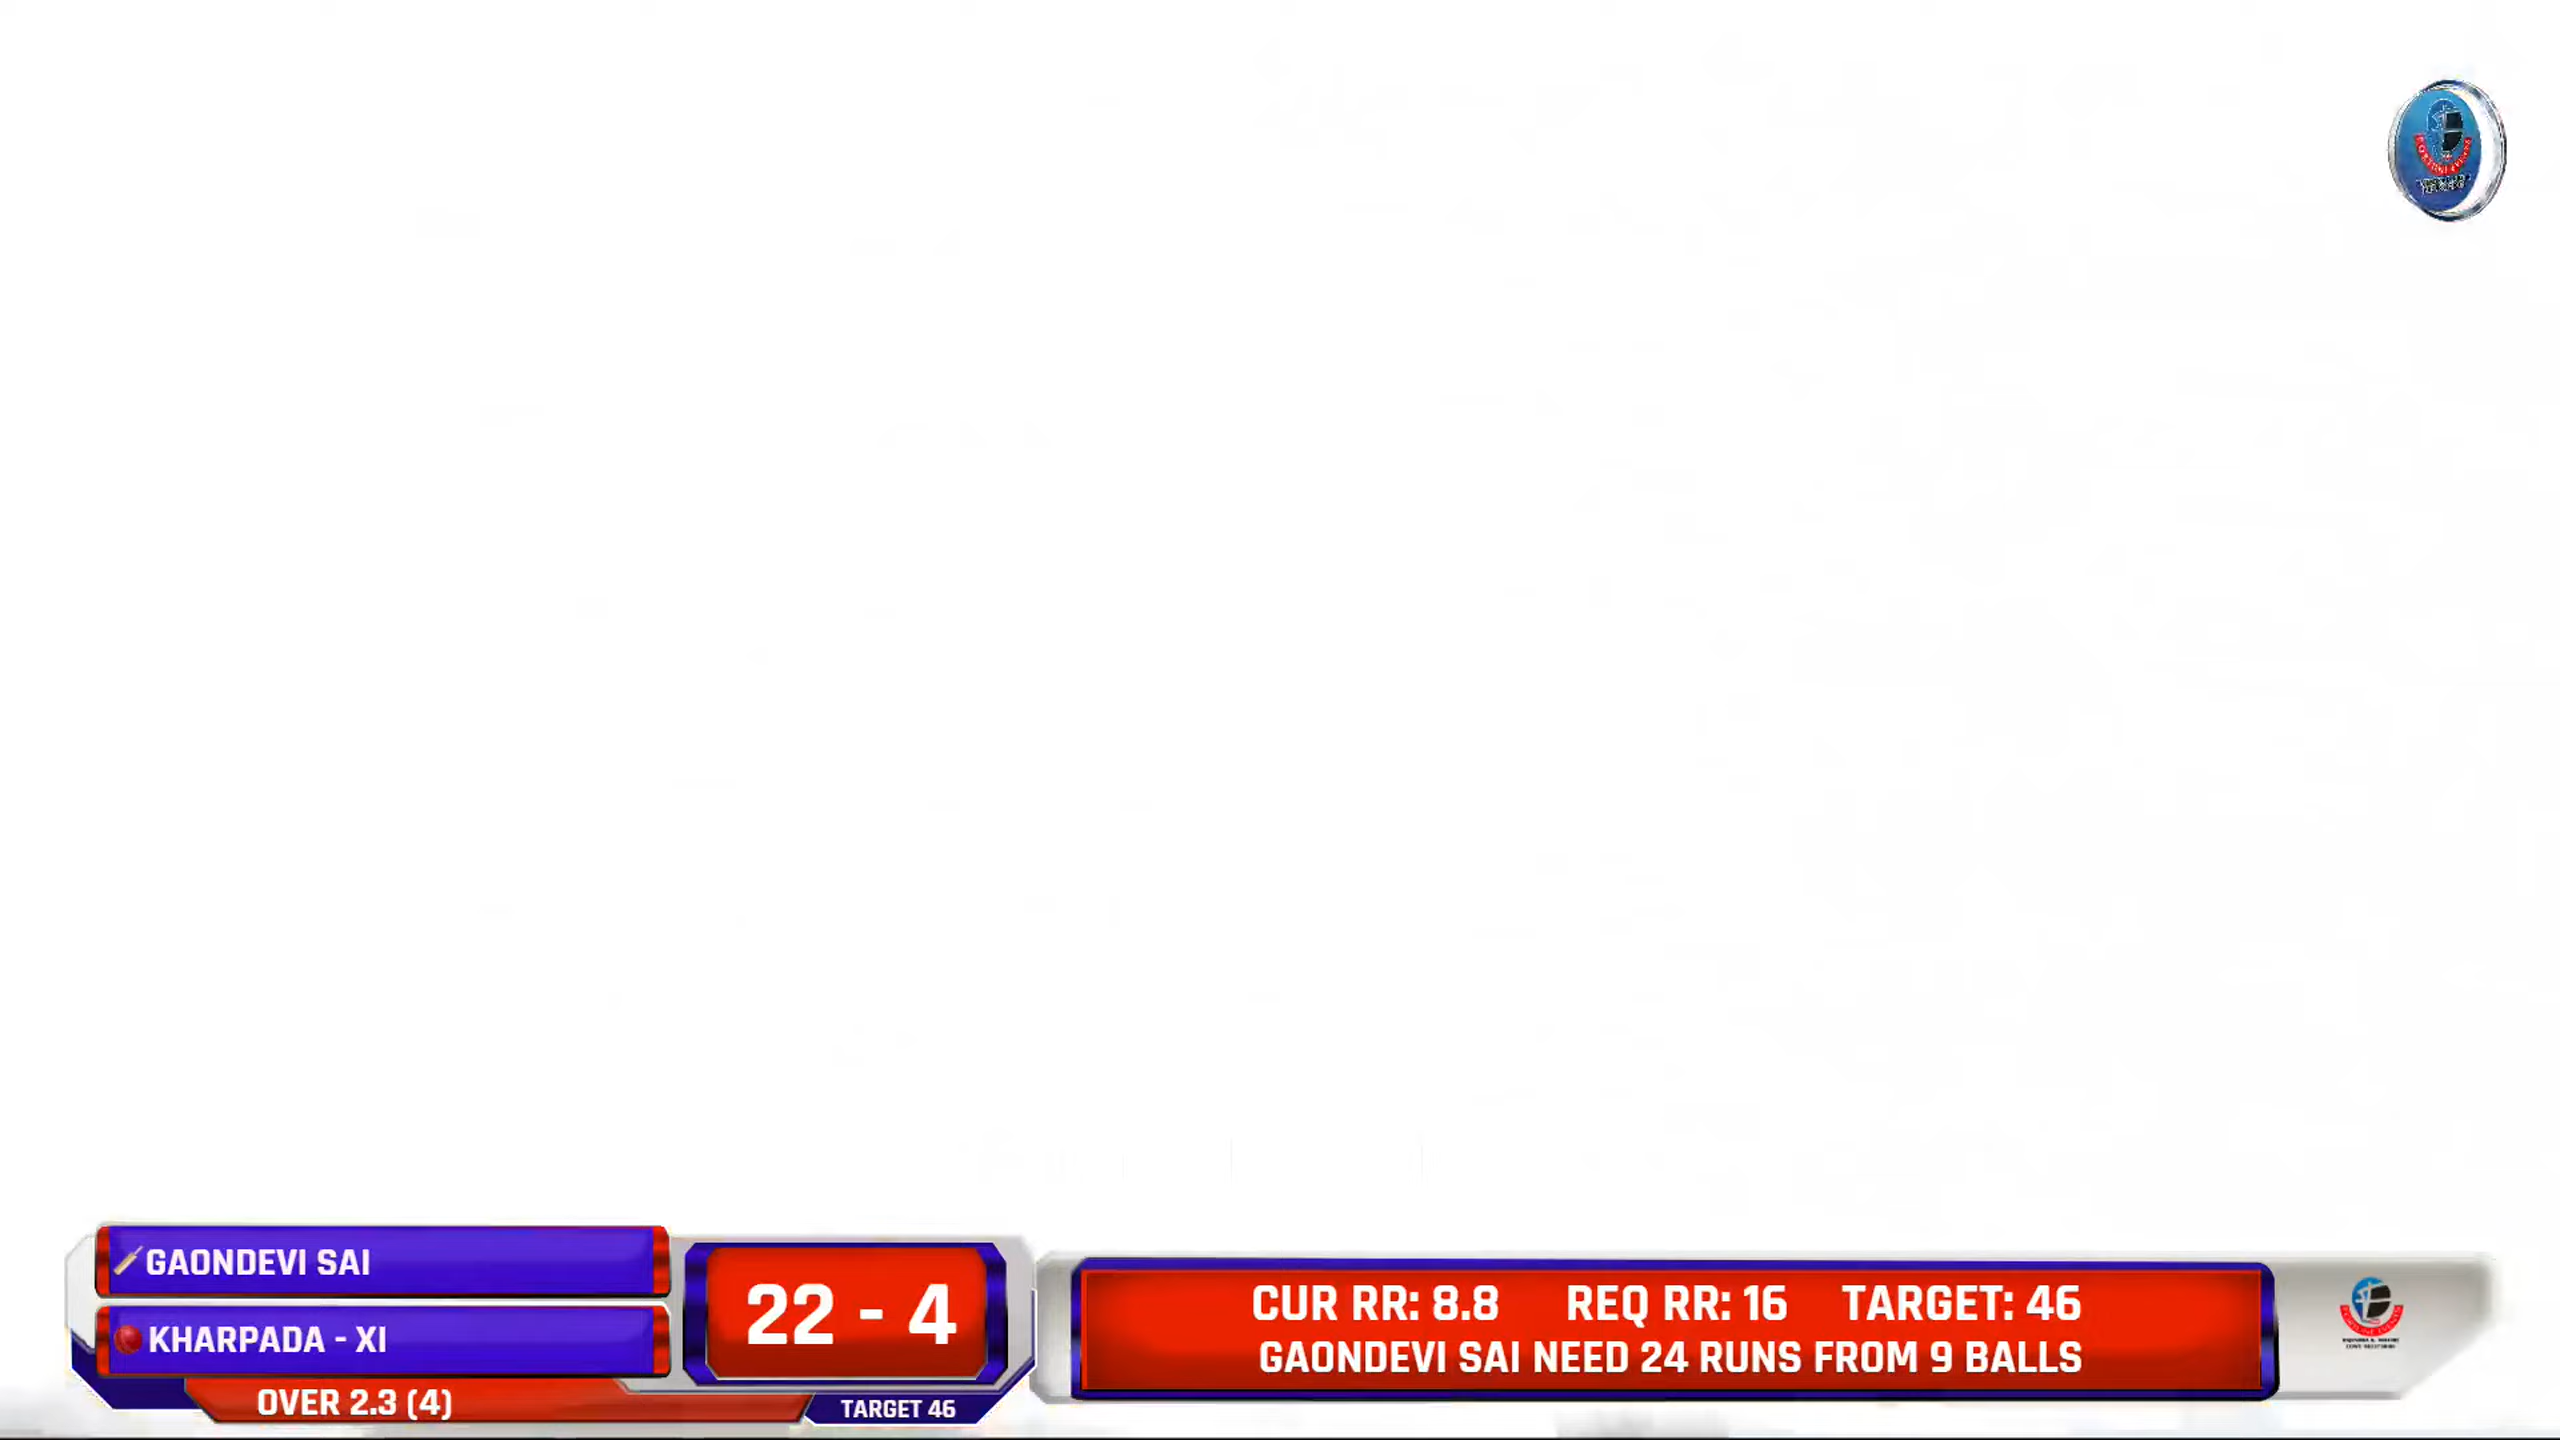 GAONDEVI SAI
KHARPADA - XI
OVER 2.3 (4)
22 - 4
TARGET 46
CUR RR: 8.8 REQ RR: 16 TARGET: 46
GAONDEVI SAI NEED 24 RUNS FROM 9 BALLS